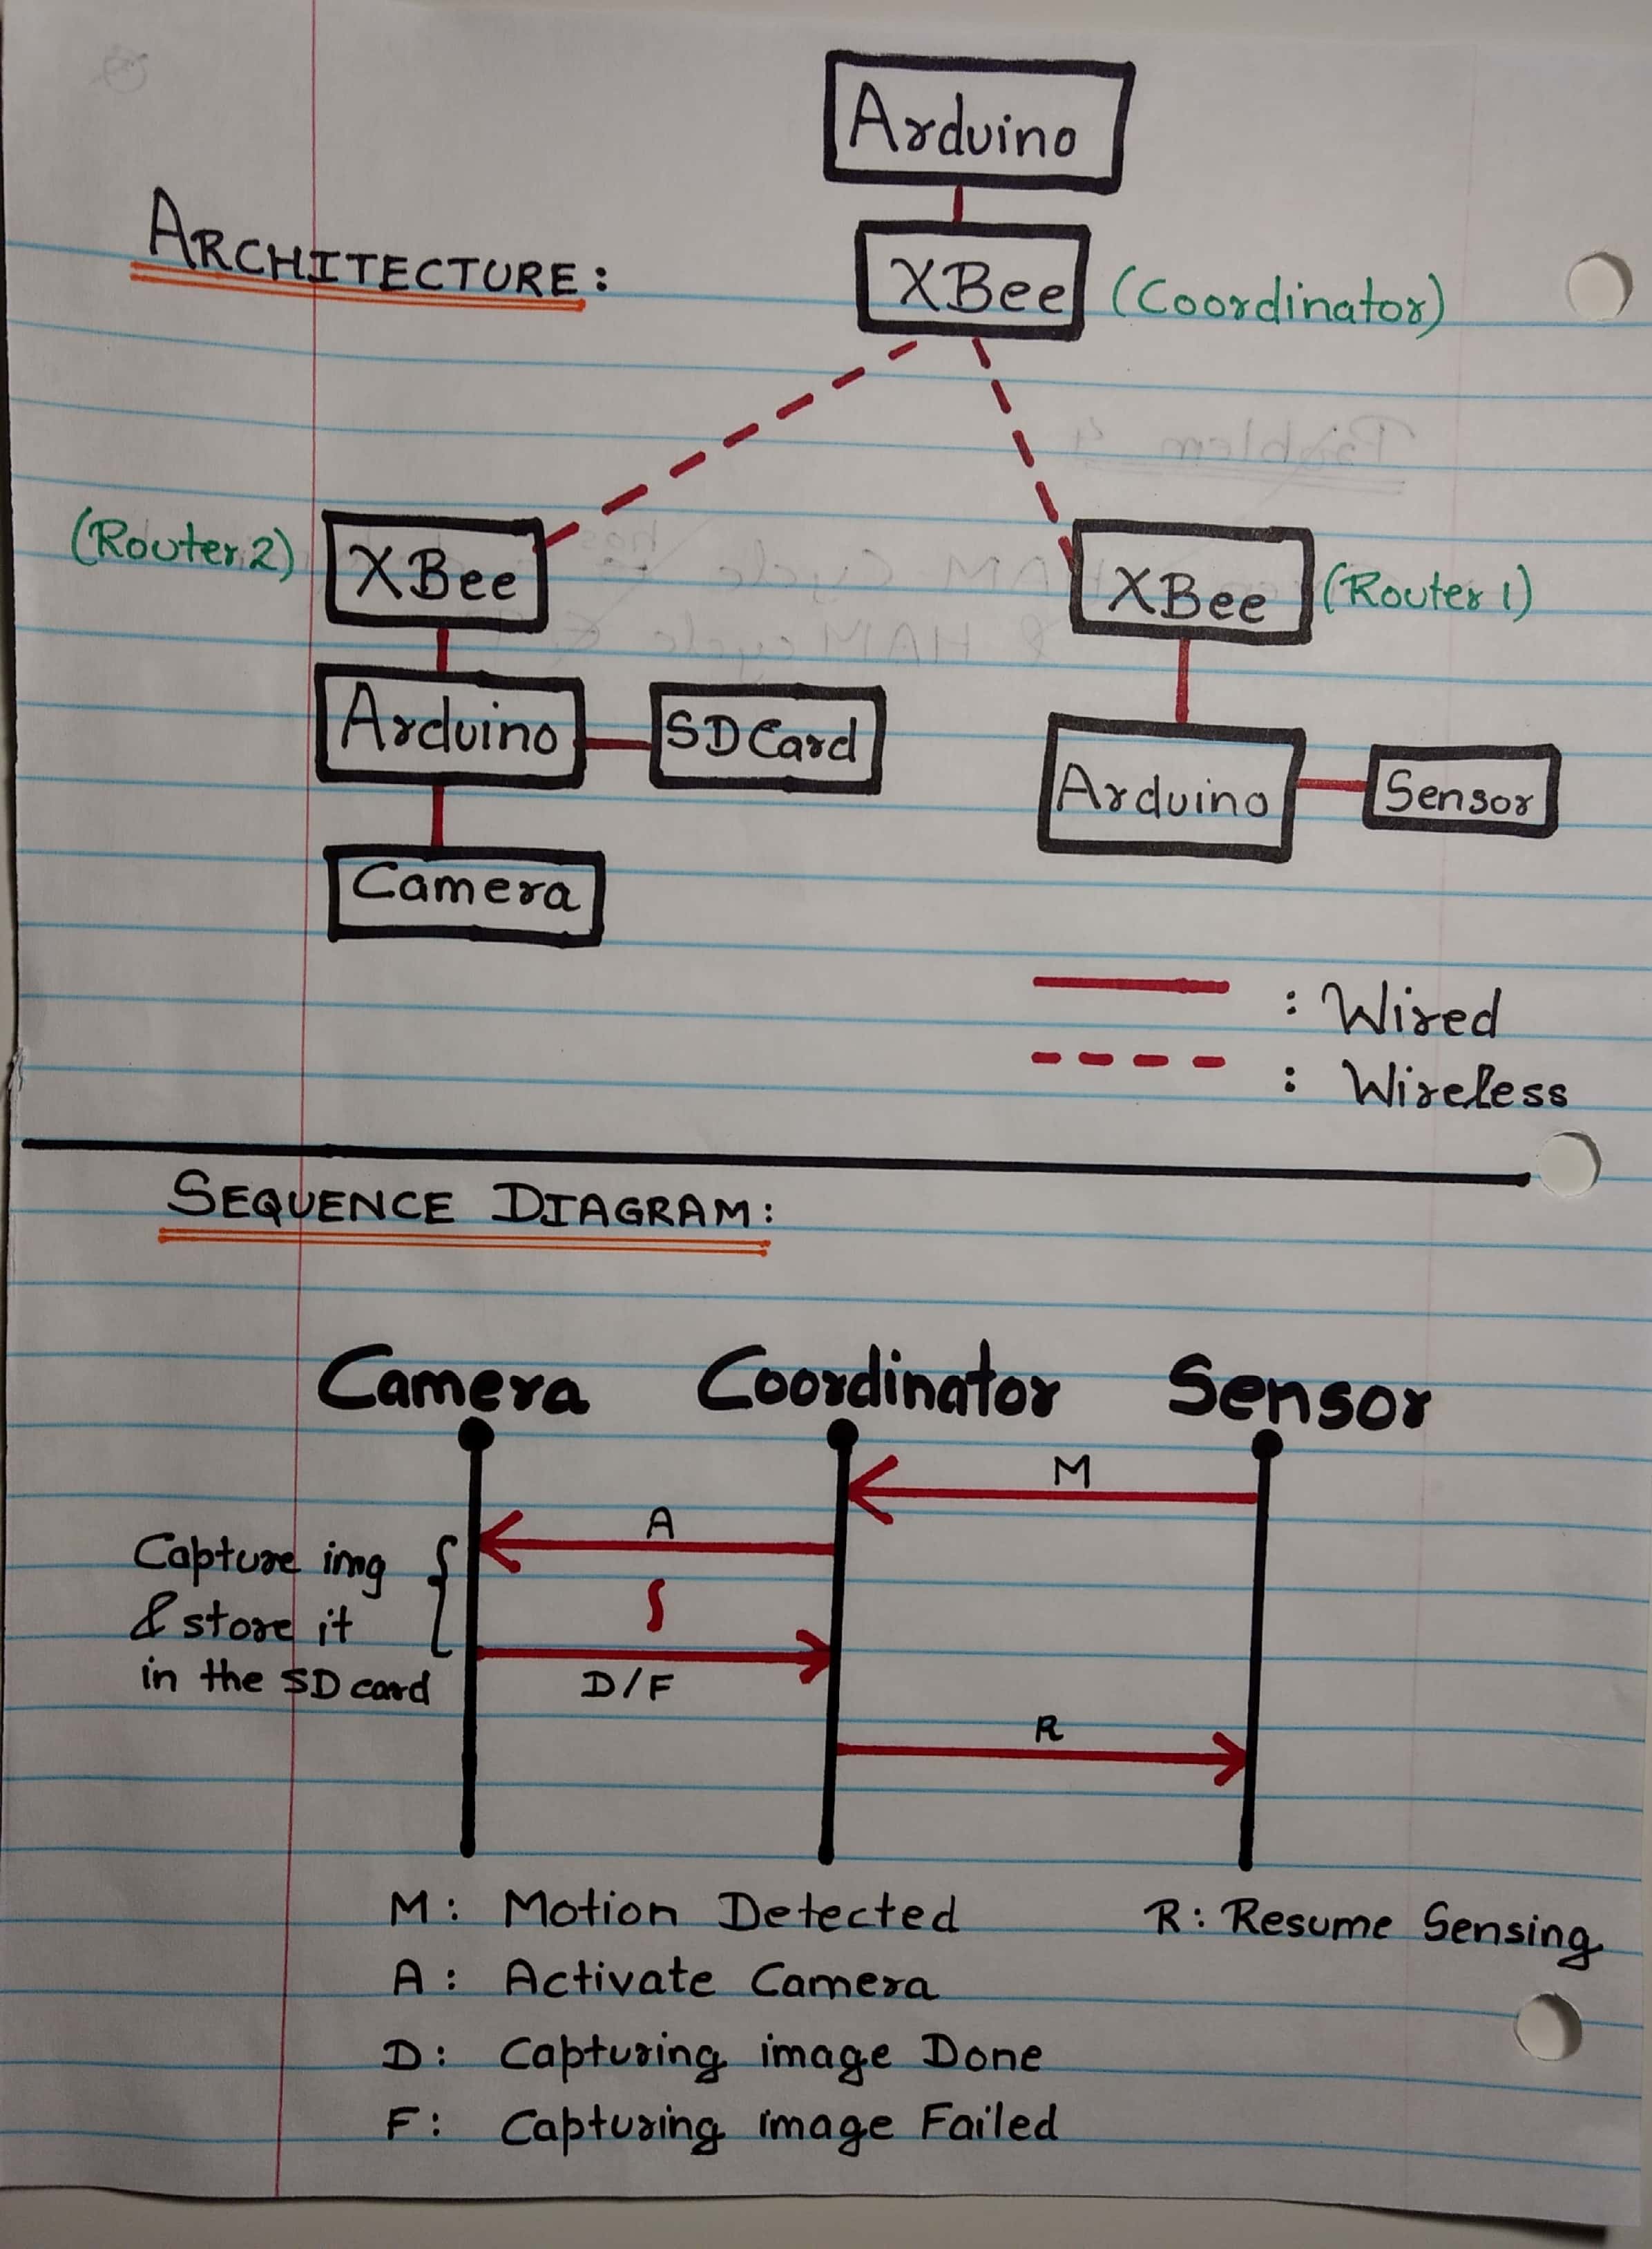 Arduino
ARCHITECTURE:
XBee (Coordinator)
Problem 4
(Router 2) XBee
XBee (Router 1)
Arduino SD Card
Arduino Sensor
Camera
: Wired
: Wireless
SEQUENCE DIAGRAM:
Camera Coordinator Sensor
M
A
Capture img
& store it
in the SD card
D/F
R
M: Motion Detected R: Resume Sensing
A: Activate Camera
D: Capturing image Done
F: Capturing image Failed